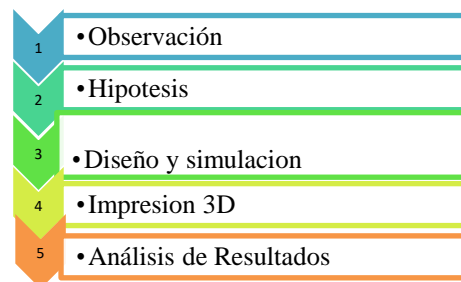 1 •Observación
2 •Hipotesis
3 •Diseño y simulacion
4 •Impresion 3D
5 •Análisis de Resultados